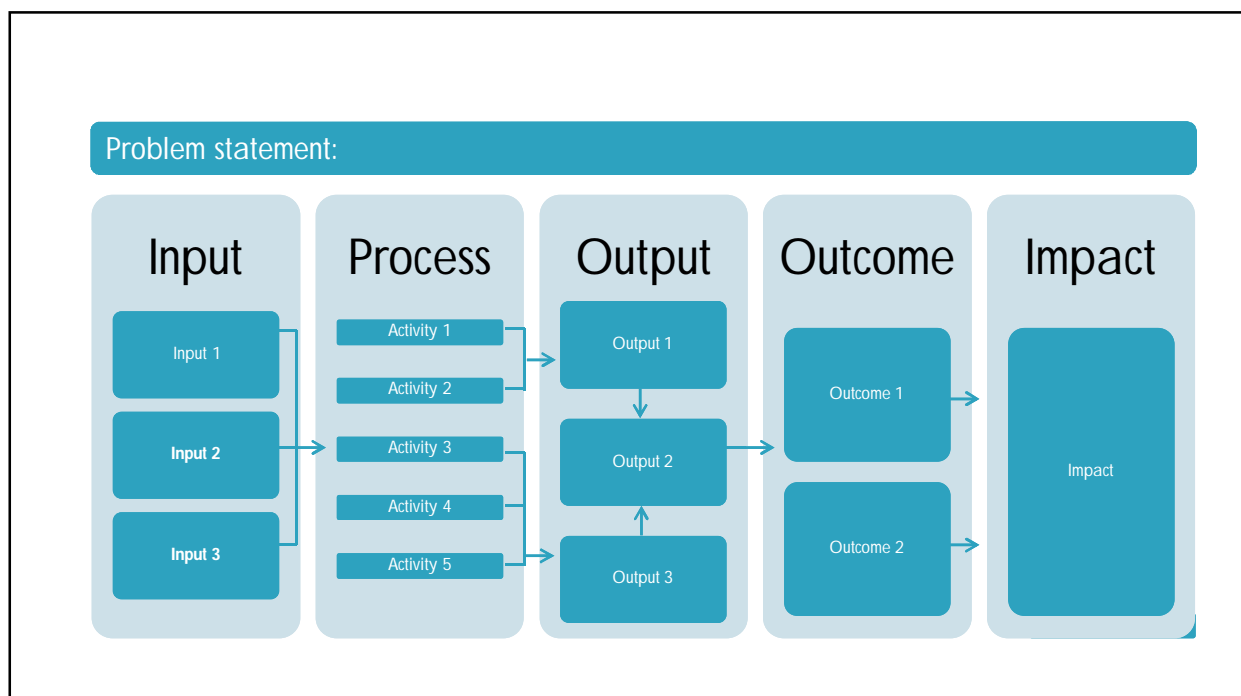 Problem statement:
Input
Input 1
Input 2
Input 3
Process
Activity 1
Activity 2
Activity 3
Activity 4
Activity 5
Output
Output 1
Output 2
Output 3
Outcome
Outcome 1
Outcome 2
Impact
Impact